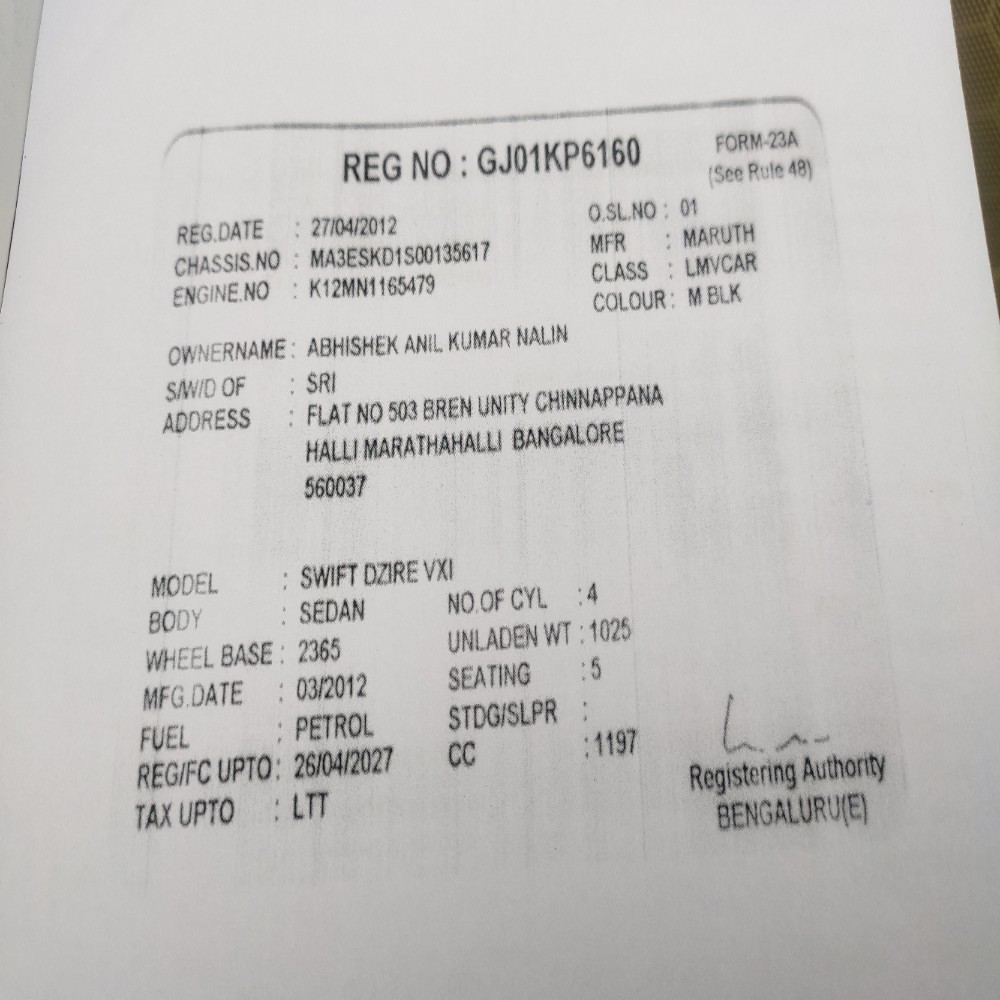 REG NO : GJ01KP6160
FORM-23A
(See Rule 48)
REG.DATE : 27/04/2012
O.SL.NO : 01
CHASSIS.NO : MA3ESKD1S00135617
MFR : MARUTH
ENGINE.NO : K12MN1165479
CLASS : LMVCAR
COLOUR : M BLK
OWNERNAME : ABHISHEK ANIL KUMAR NALIN
S/W/D OF : SRI
ADDRESS : FLAT NO 503 BREN UNITY CHINNAPPANA
HALLI MARATHAHALLI BANGALORE
560037
MODEL : SWIFT DZIRE VXI
BODY : SEDAN
NO.OF CYL : 4
WHEEL BASE : 2365
UNLADEN WT : 1025
MFG.DATE : 03/2012
SEATING : 5
FUEL : PETROL
STDG/SLPR :
REG/FC UPTO : 26/04/2027
CC : 1197
TAX UPTO : LTT
Registering Authority
BENGALURU(E)